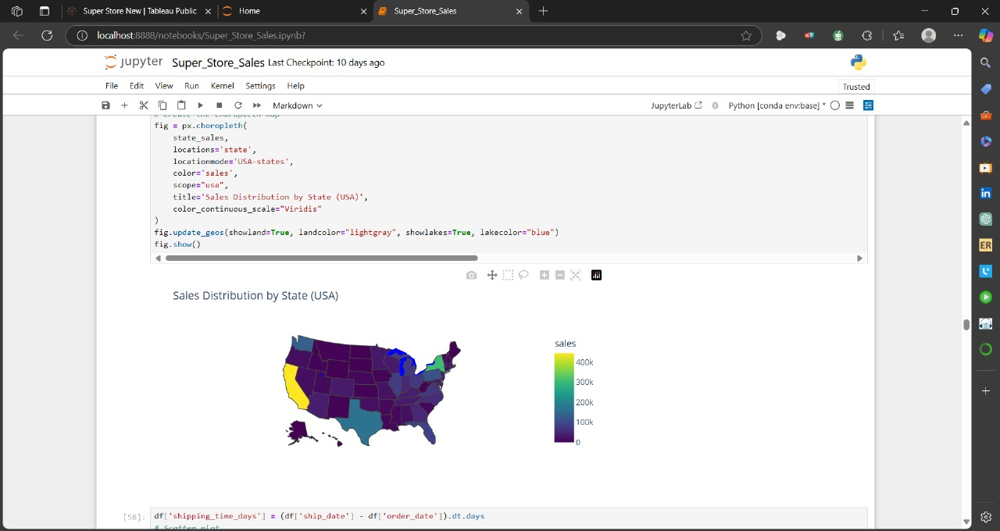 Super Store New | Tableau Public
Home
Super_Store_Sales
localhost:8888/notebooks/Super_Store_Sales.ipynb?
jupyter Super_Store_Sales Last Checkpoint: 10 days ago
File Edit View Run Kernel Settings Help
Trusted
Markdown
JupyterLab
Python [conda env:base] *
# Create the choropleth map
fig = px.choropleth(
state_sales,
locations='state',
locationmode='USA-states',
color='sales',
scope="usa",
title='Sales Distribution by State (USA)',
color_continuous_scale="Viridis"
)
fig.update_geos(showland=True, landcolor="lightgray", showlakes=True, lakecolor="blue")
fig.show()
Sales Distribution by State (USA)
sales
400k
300k
200k
100k
0
[58]: df['shipping_time_days'] = (df['ship_date'] - df['order_date']).dt.days
# Scatter plot
in
ER